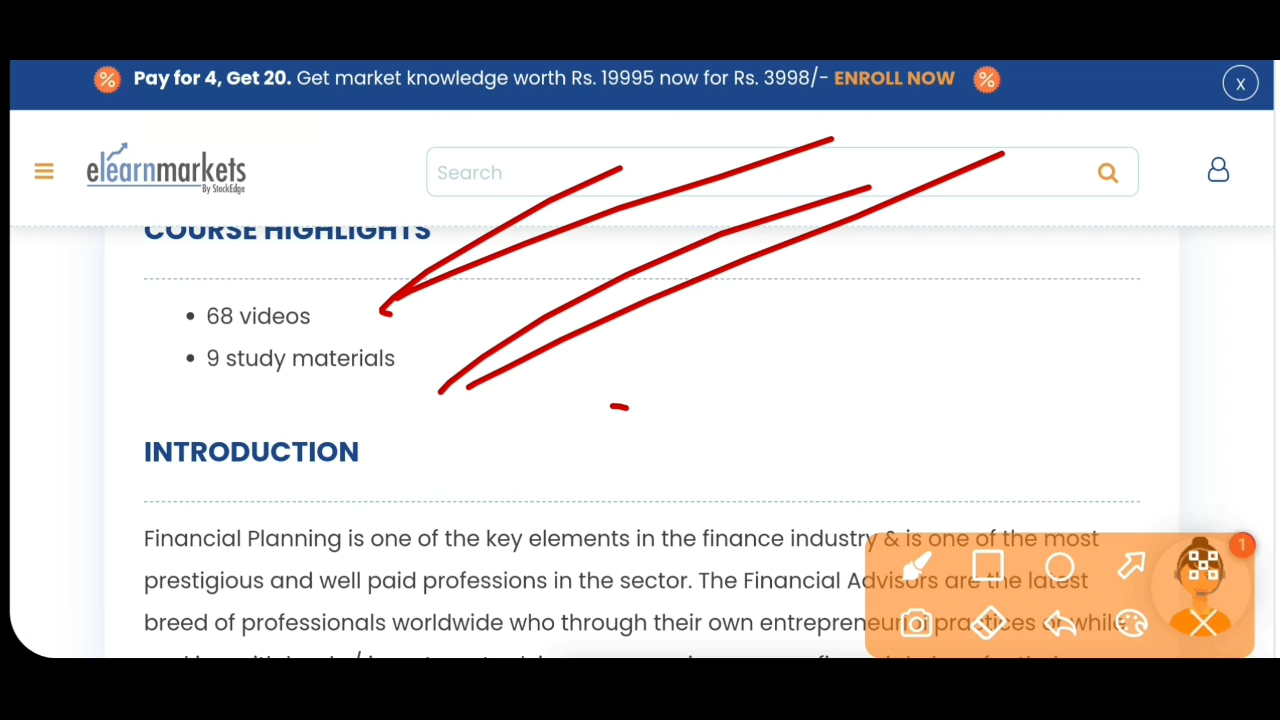 Pay for 4, Get 20. Get market knowledge worth Rs. 19995 now for Rs. 3998/- ENROLL NOW
X
elearnmarkets
By StockEdge
Search
COURSE HIGHLIGHTS
• 68 videos
• 9 study materials
INTRODUCTION
Financial Planning is one of the key elements in the finance industry & is one of the most
prestigious and well paid professions in the sector. The Financial Advisors are the latest
breed of professionals worldwide who through their own entrepreneurial practices or while
1